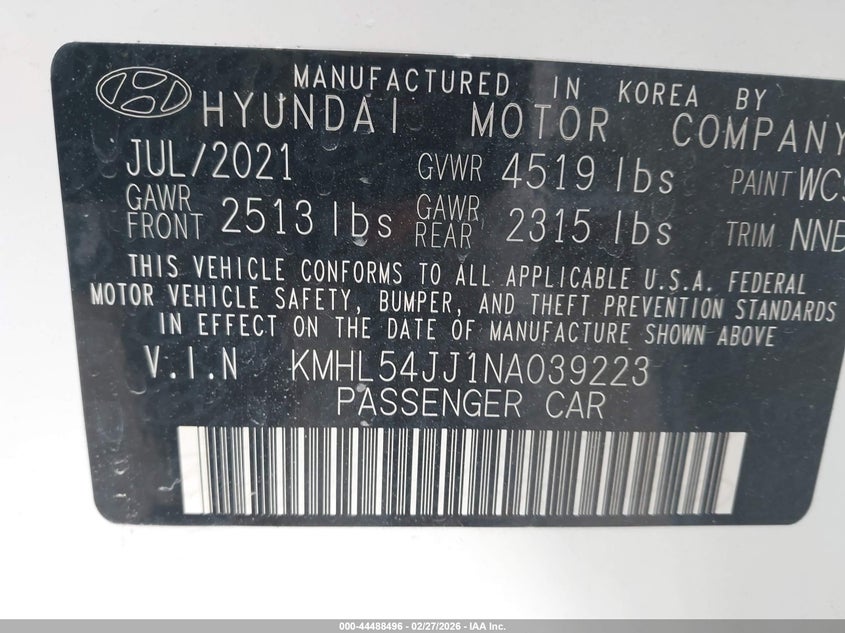 MANUFACTURED IN KOREA BY
HYUNDAI MOTOR COMPANY
JUL/2021 GVWR 4519 lbs PAINT WC9
GAWR FRONT 2513 lbs GAWR REAR 2315 lbs TRIM NNB
THIS VEHICLE CONFORMS TO ALL APPLICABLE U.S.A. FEDERAL
MOTOR VEHICLE SAFETY, BUMPER, AND THEFT PREVENTION STANDARDS
IN EFFECT ON THE DATE OF MANUFACTURE SHOWN ABOVE.
V.I.N KMHL54JJ1NA039223
PASSENGER CAR
000-44488496 - 02/27/2026 - IAA Inc.